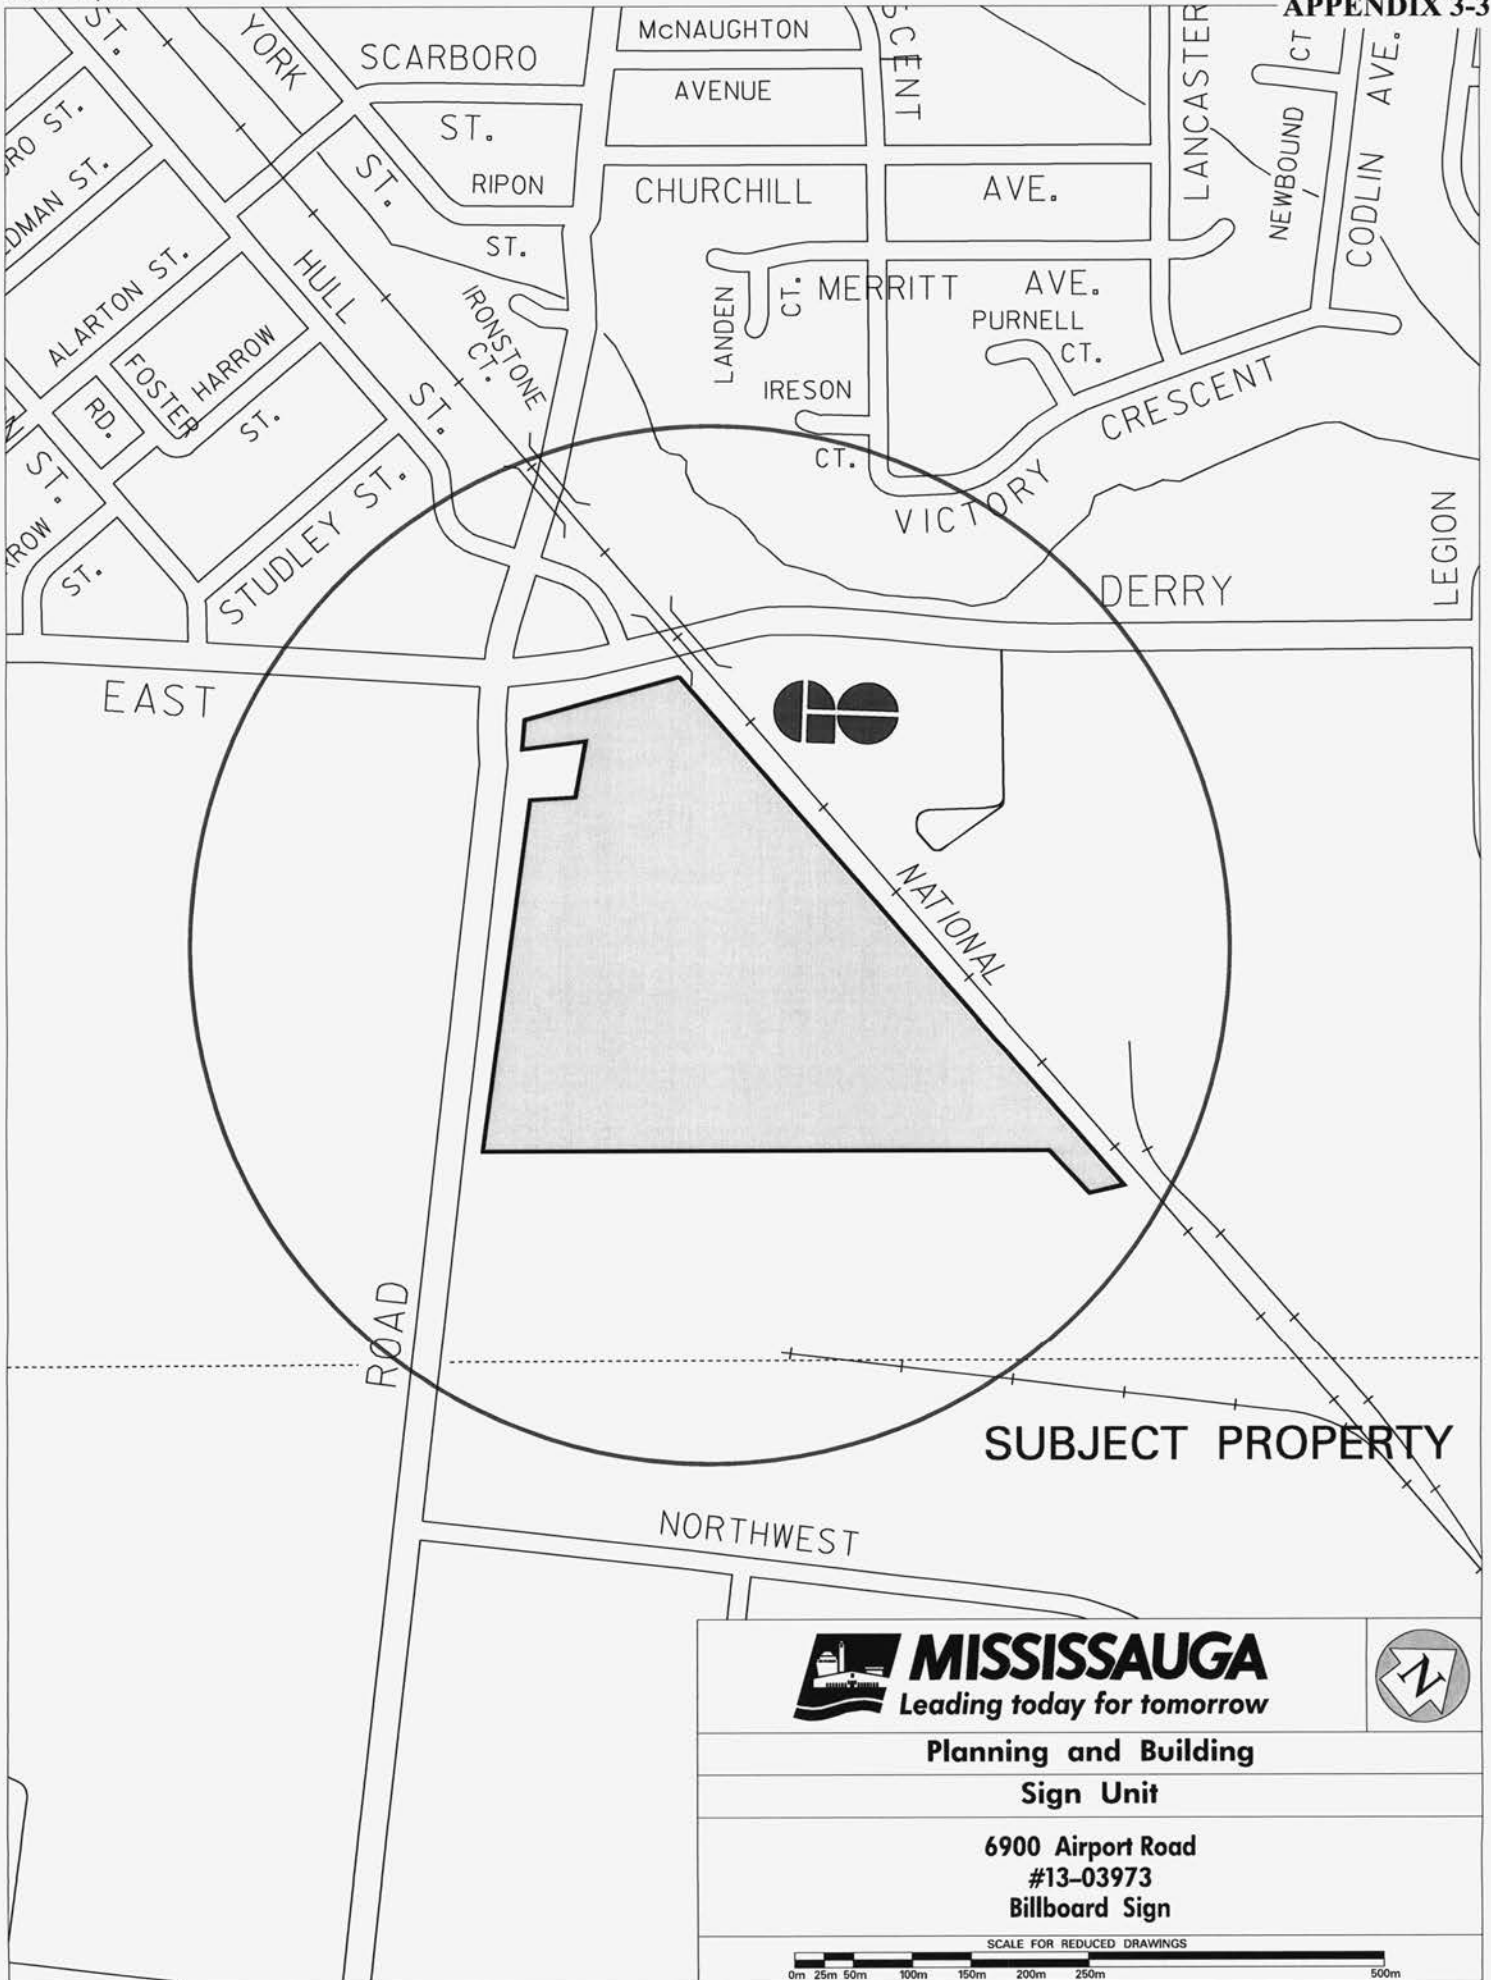 APPENDIX 3-3
ST.
YORK
SCARBORO
McNAUGHTON
LANCASTER
CT
AVE.
AVENUE
ST.
ST.
RIPON
CHURCHILL
AVE.
NEWBOUND
CODLIN
ST.
ST.
ALARTON ST.
HULL
ST.
IRONSTONE
CT.
LANDEN
CT.
MERRITT
AVE.
PURNELL
CT.
FOSTER
RD.
HARROW
ST.
IRESON
CT.
CRESCENT
VICTORY
ST.
ST.
STUDLEY ST.
DERRY
LEGION
EAST
GO
NATIONAL
ROAD
SUBJECT PROPERTY
NORTHWEST
MISSISSAUGA
Leading today for tomorrow
N
Planning and Building
Sign Unit
6900 Airport Road
#13-03973
Billboard Sign
SCALE FOR REDUCED DRAWINGS
0m 25m 50m 100m 150m 200m 250m 500m